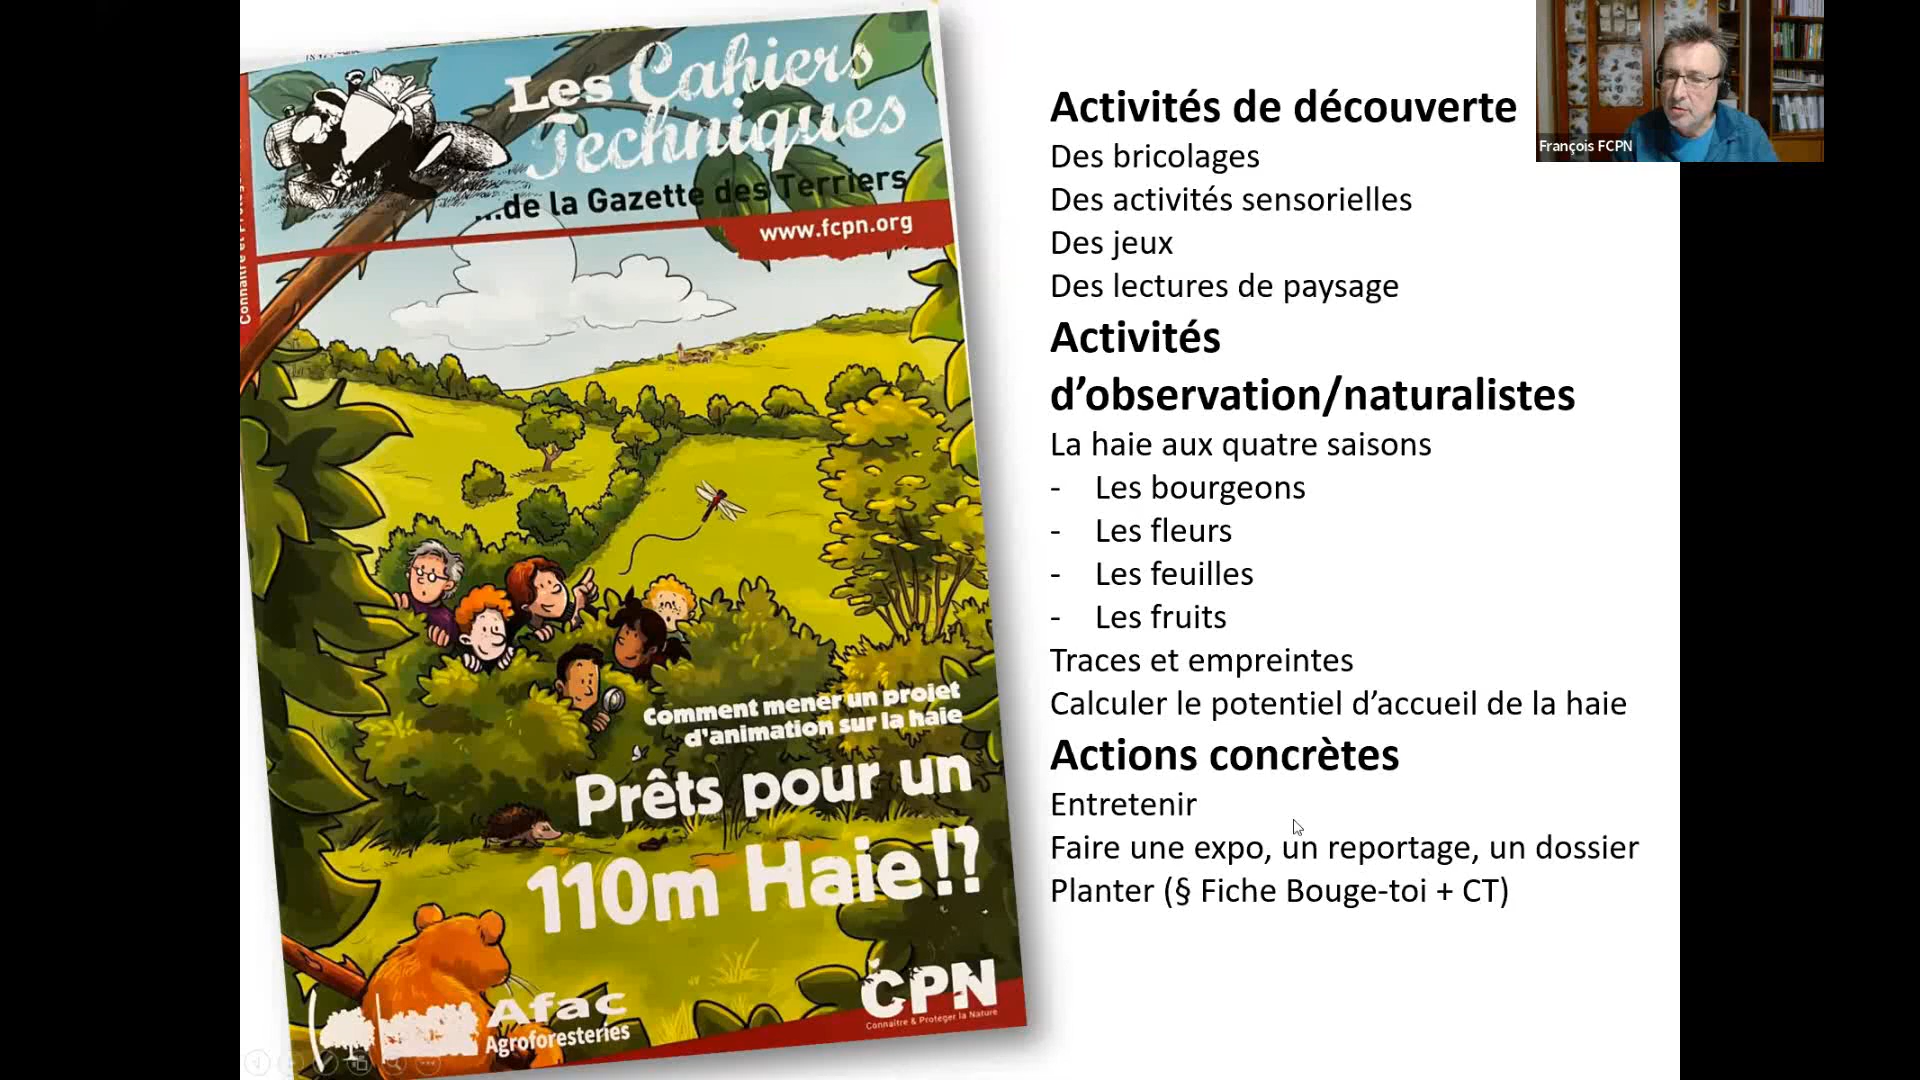 Les Cahiers
Techniques
...de la Gazette des Terriers
www.fcpn.org
Comment mener un projet
d'animation sur la haie
Prêts pour un
110m Haie!?
Afac
Agroforesteries
CPN
Connaître & Protéger la Nature
Activités de découverte
Des bricolages
Des activités sensorielles
Des jeux
Des lectures de paysage
Activités
d’observation/naturalistes
La haie aux quatre saisons
- Les bourgeons
- Les fleurs
- Les feuilles
- Les fruits
Traces et empreintes
Calculer le potentiel d’accueil de la haie
Actions concrètes
Entretenir
Faire une expo, un reportage, un dossier
Planter (§ Fiche Bouge-toi + CT)
François FCPN